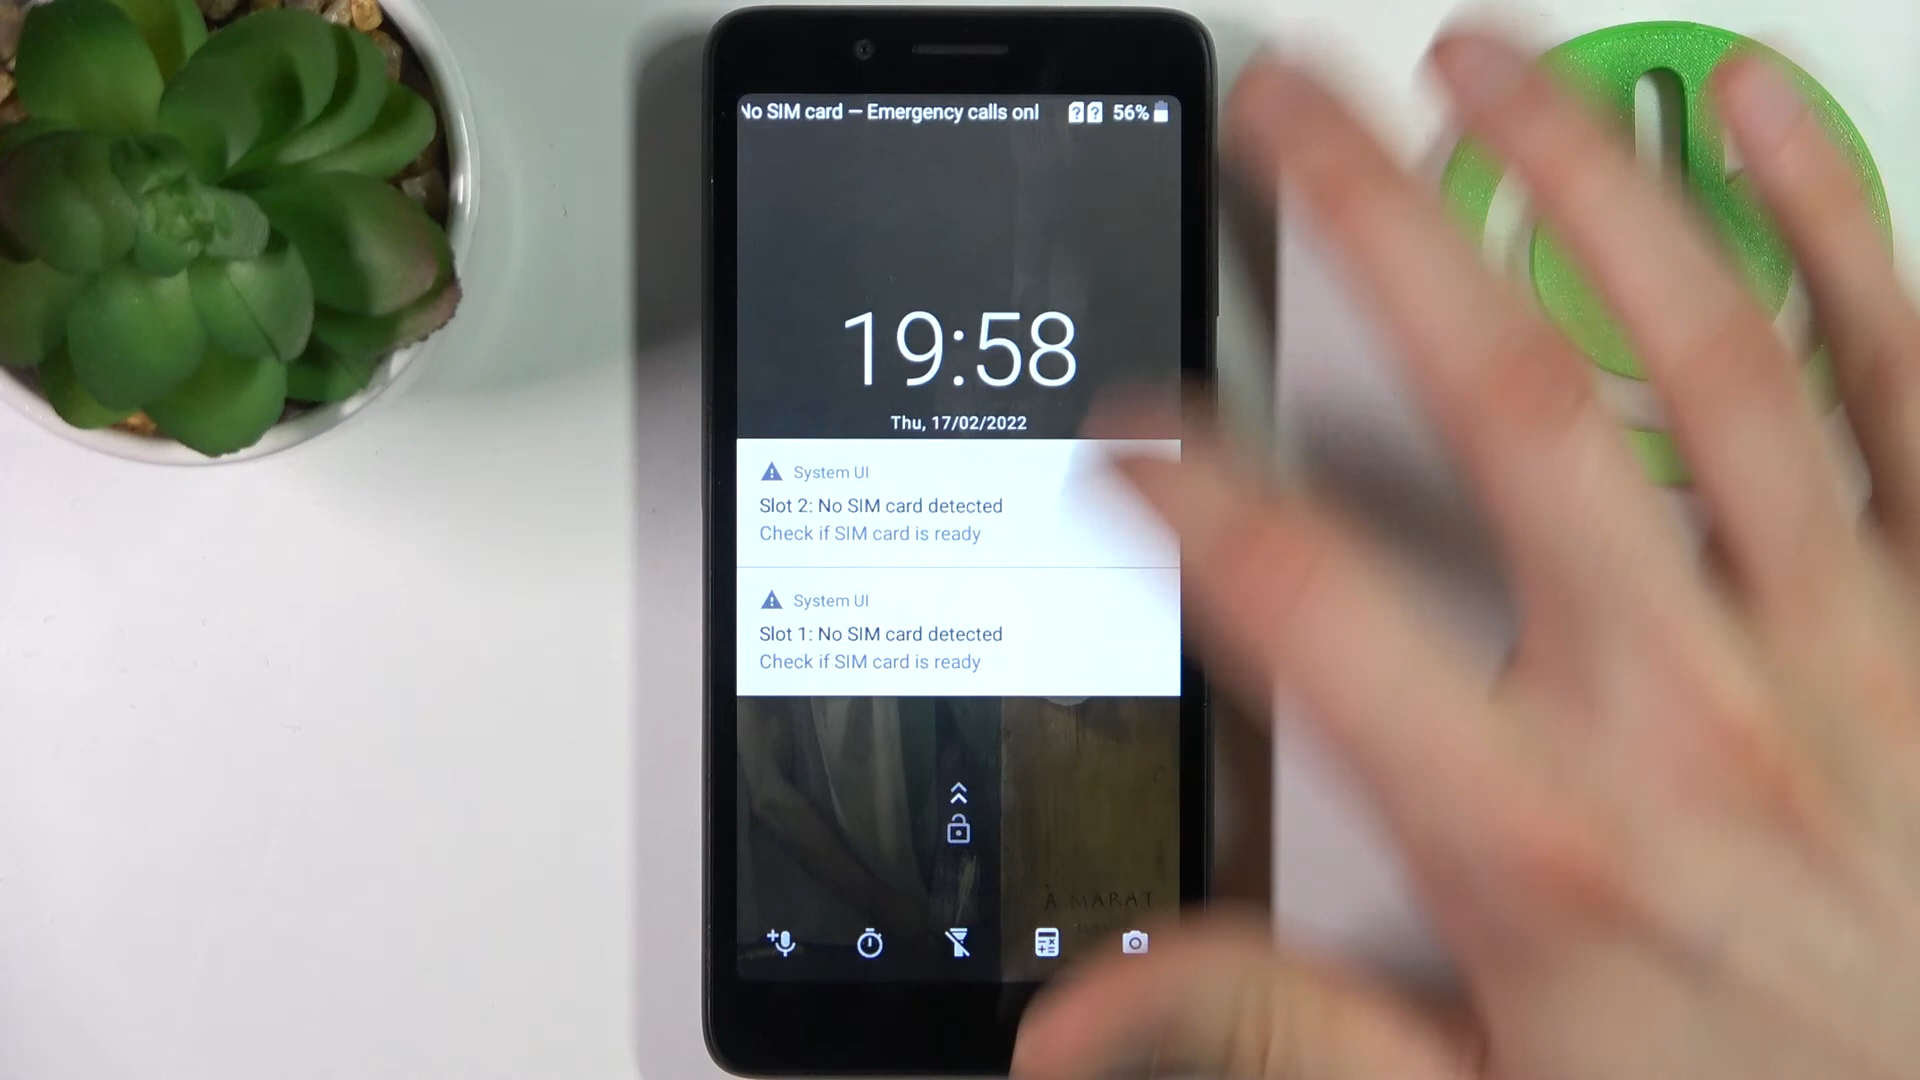 No SIM card — Emergency calls onl 56%
19:58
Thu, 17/02/2022
System UI
Slot 2: No SIM card detected
Check if SIM card is ready
System UI
Slot 1: No SIM card detected
Check if SIM card is ready
À MARAT